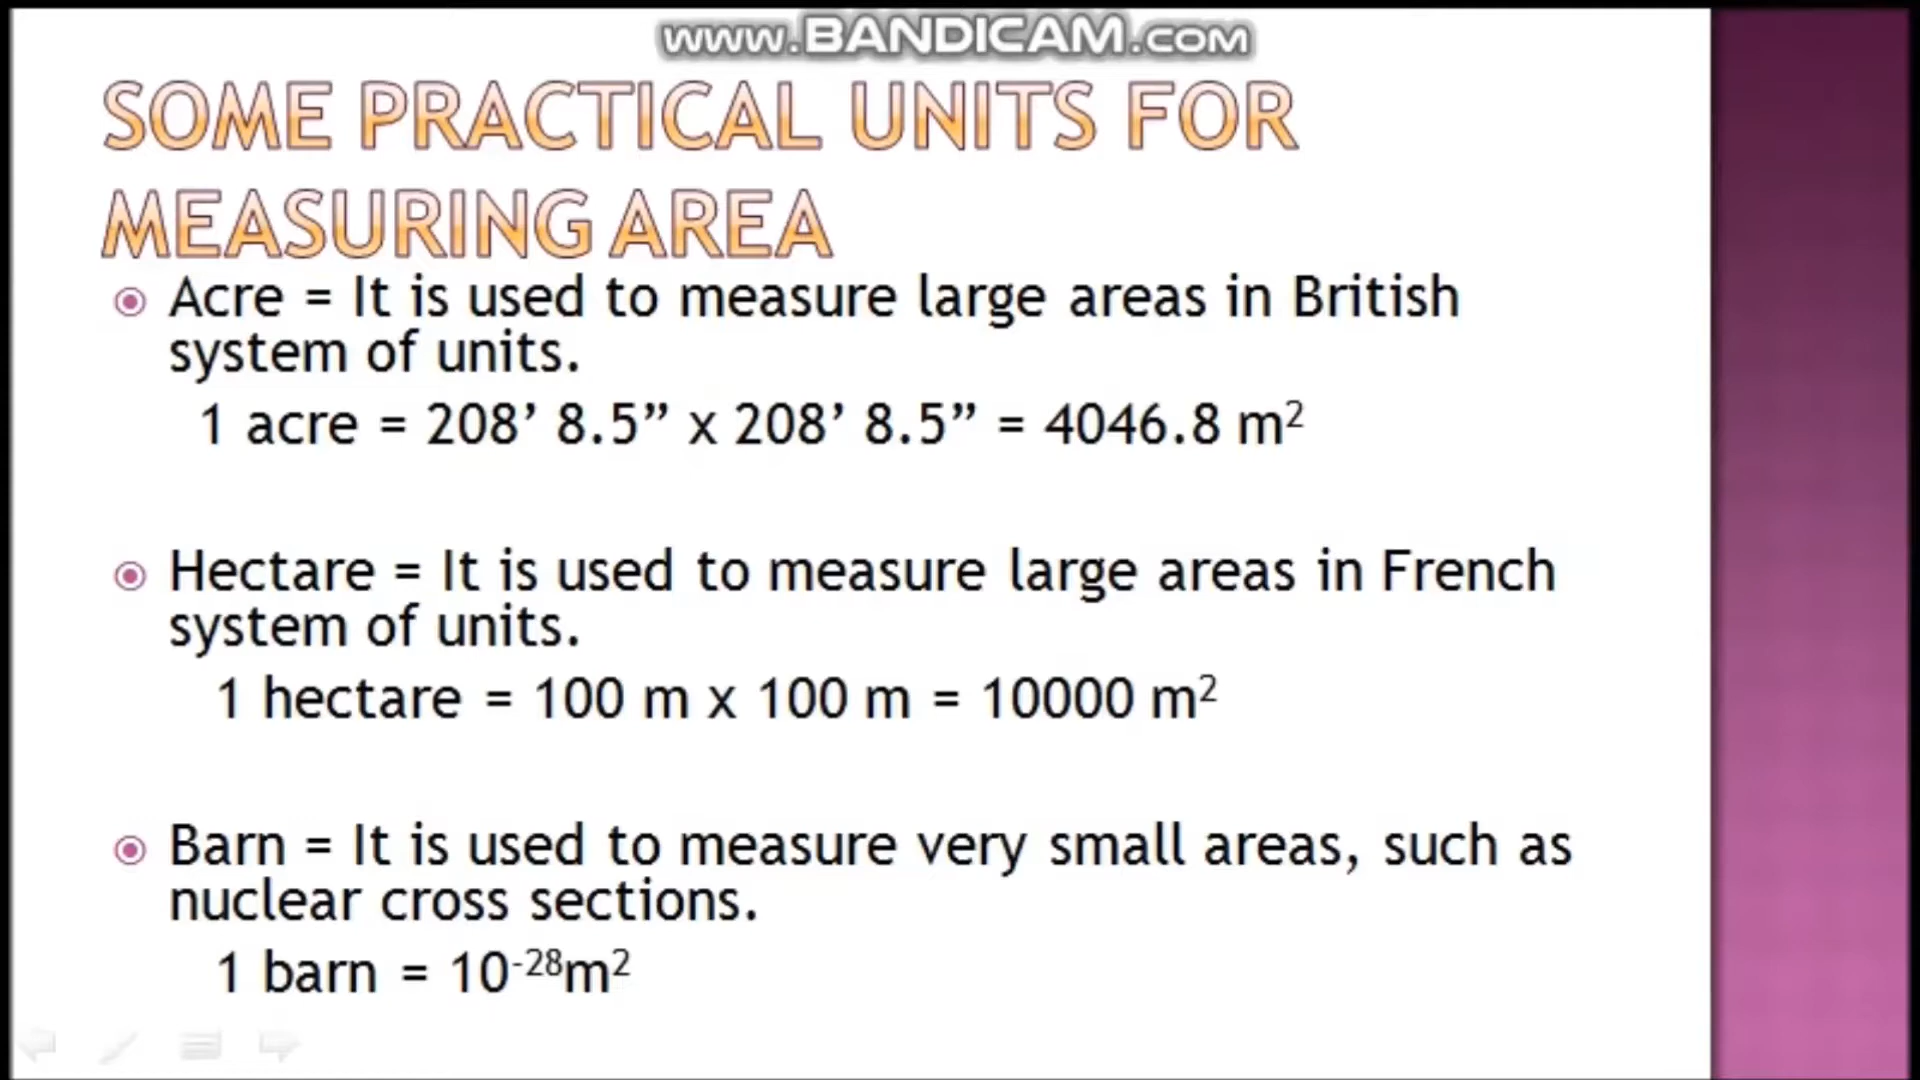 www.BANDICAM.com
SOME PRACTICAL UNITS FOR
MEASURING AREA
Acre = It is used to measure large areas in British
system of units.
1 acre = 208’ 8.5” x 208’ 8.5” = 4046.8 m²
Hectare = It is used to measure large areas in French
system of units.
1 hectare = 100 m x 100 m = 10000 m²
Barn = It is used to measure very small areas, such as
nuclear cross sections.
1 barn = 10⁻²⁸m²